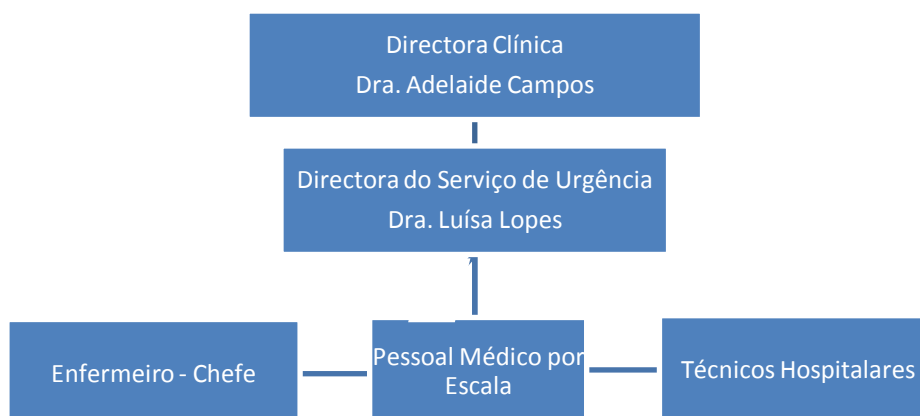 Directora Clínica
Dra. Adelaide Campos
Directora do Serviço de Urgência
Dra. Luísa Lopes
Enfermeiro - Chefe
Pessoal Médico por
Escala
Técnicos Hospitalares